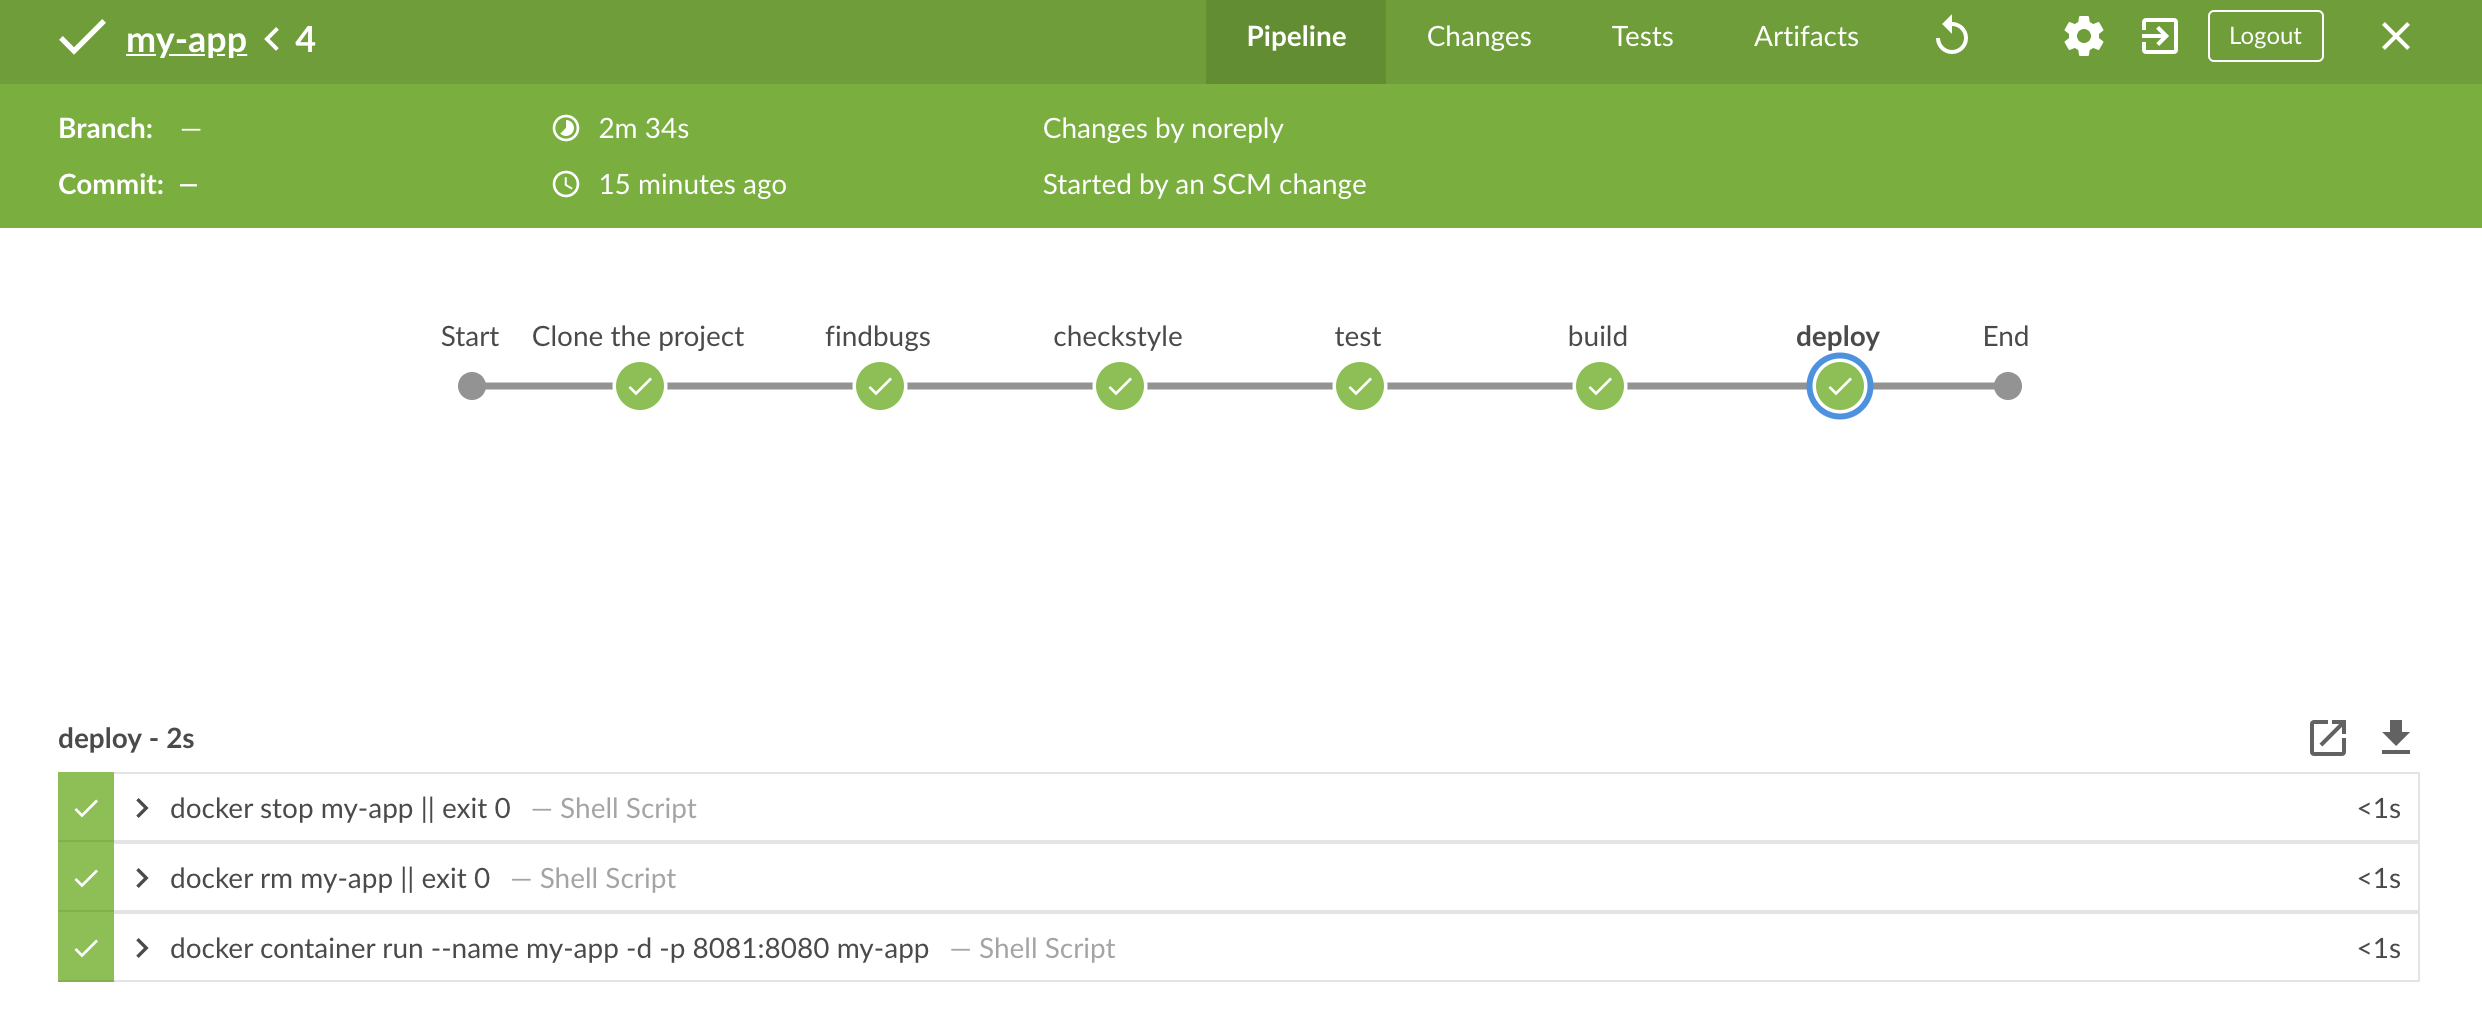 my-app < 4 Pipeline Changes Tests Artifacts Logout
Branch: — 2m 34s Changes by noreply
Commit: — 15 minutes ago Started by an SCM change
Start Clone the project findbugs checkstyle test build deploy End
deploy - 2s
docker stop my-app || exit 0 — Shell Script <1s
docker rm my-app || exit 0 — Shell Script <1s
docker container run --name my-app -d -p 8081:8080 my-app — Shell Script <1s